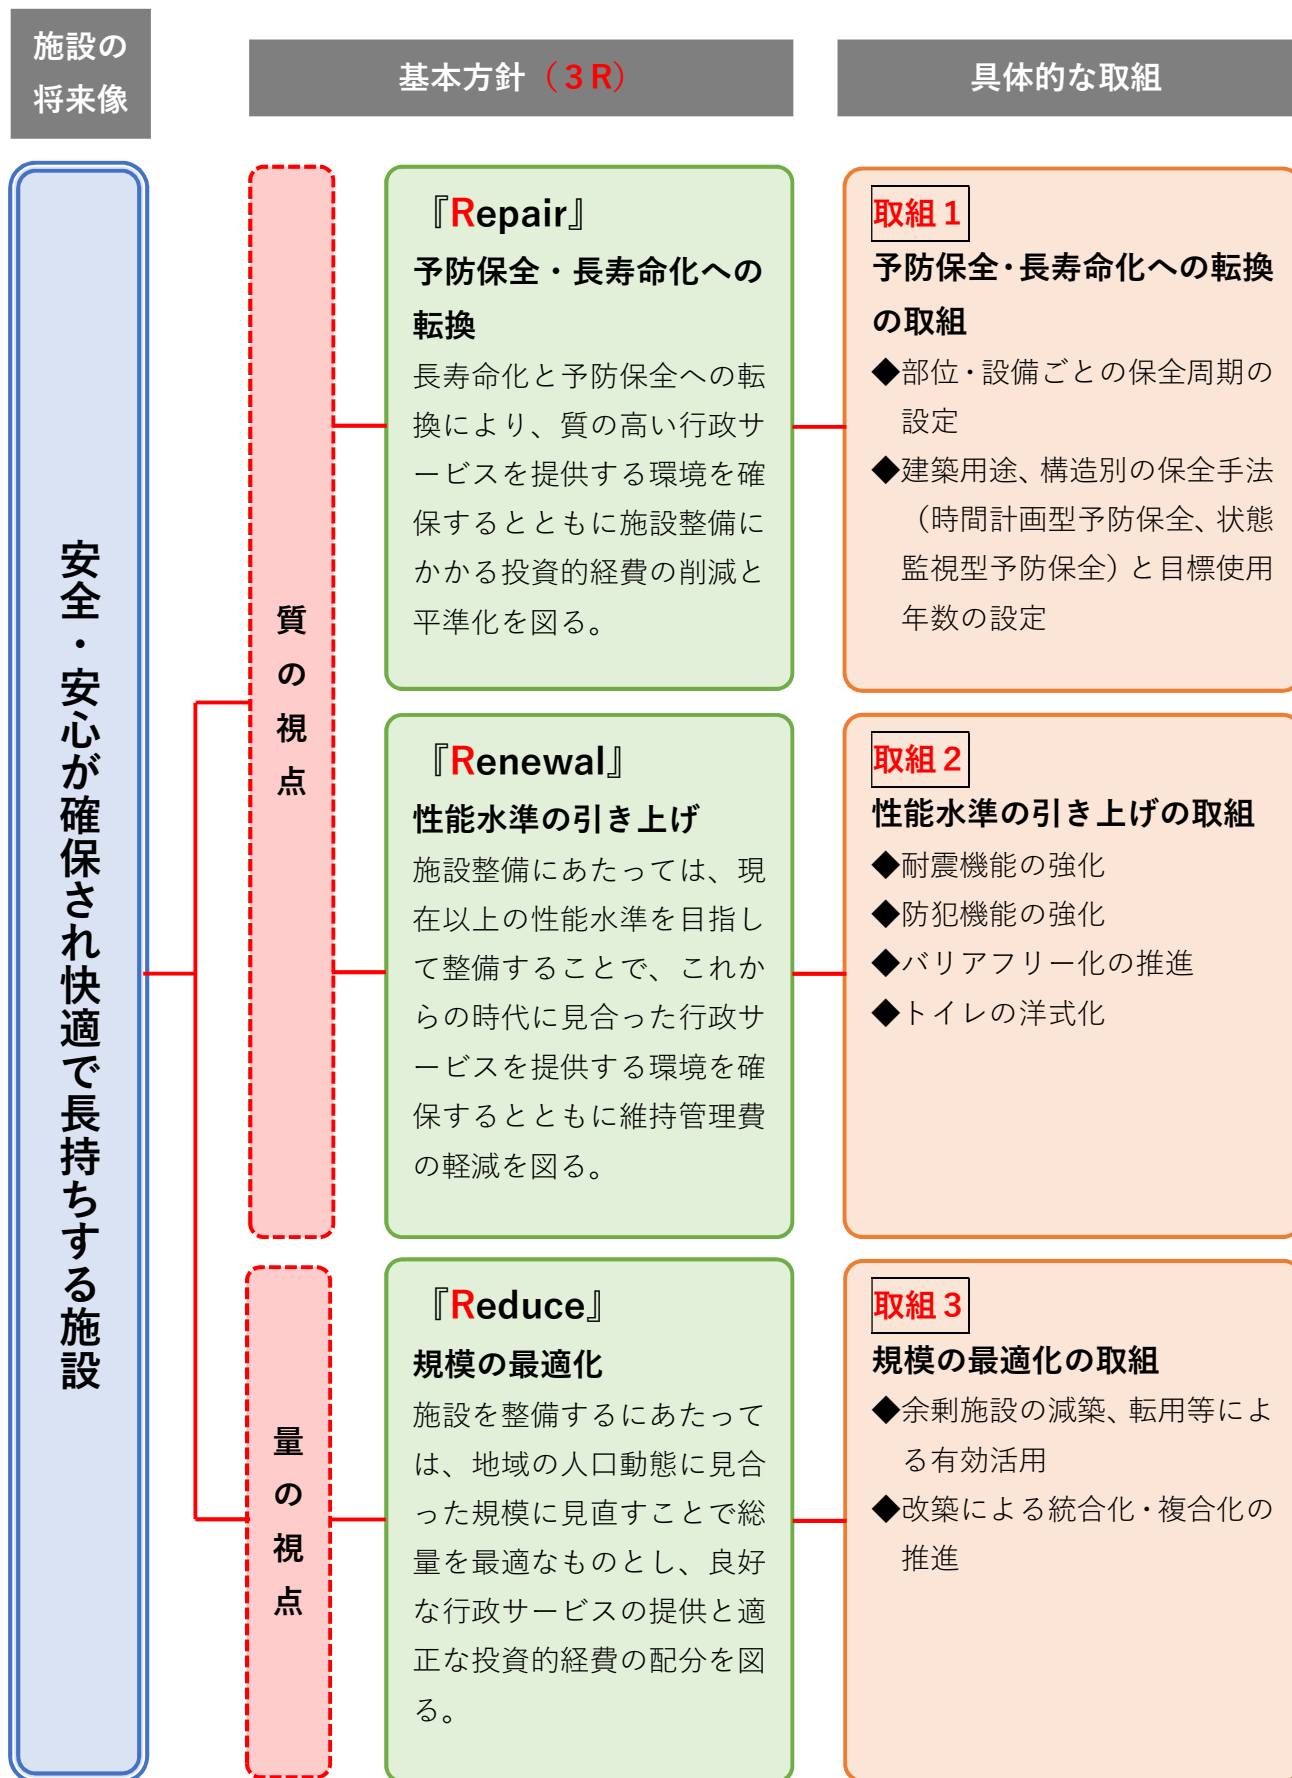 施設の
将来像
基本方針（３R）
具体的な取組
安全・安心が確保され快適で長持ちする施設
質の視点
『Repair』
予防保全・長寿命化への
転換
長寿命化と予防保全への転
換により、質の高い行政サ
ービスを提供する環境を確
保するとともに施設整備に
かかる投資的経費の削減と
平準化を図る。
取組１
予防保全・長寿命化への転換
の取組
◆部位・設備ごとの保全周期の
設定
◆建築用途、構造別の保全手法
（時間計画型予防保全、状態
監視型予防保全）と目標使用
年数の設定
『Renewal』
性能水準の引き上げ
施設整備にあたっては、現
在以上の性能水準を目指し
て整備することで、これか
らの時代に見合った行政サ
ービスを提供する環境を確
保するとともに維持管理費
の軽減を図る。
取組２
性能水準の引き上げの取組
◆耐震機能の強化
◆防犯機能の強化
◆バリアフリー化の推進
◆トイレの洋式化
量の視点
『Reduce』
規模の最適化
施設を整備するにあたって
は、地域の人口動態に見合
った規模に見直すことで総
量を最適なものとし、良好
な行政サービスの提供と適
正な投資的経費の配分を図
る。
取組３
規模の最適化の取組
◆余剰施設の減築、転用等によ
る有効活用
◆改築による統合化・複合化の
推進